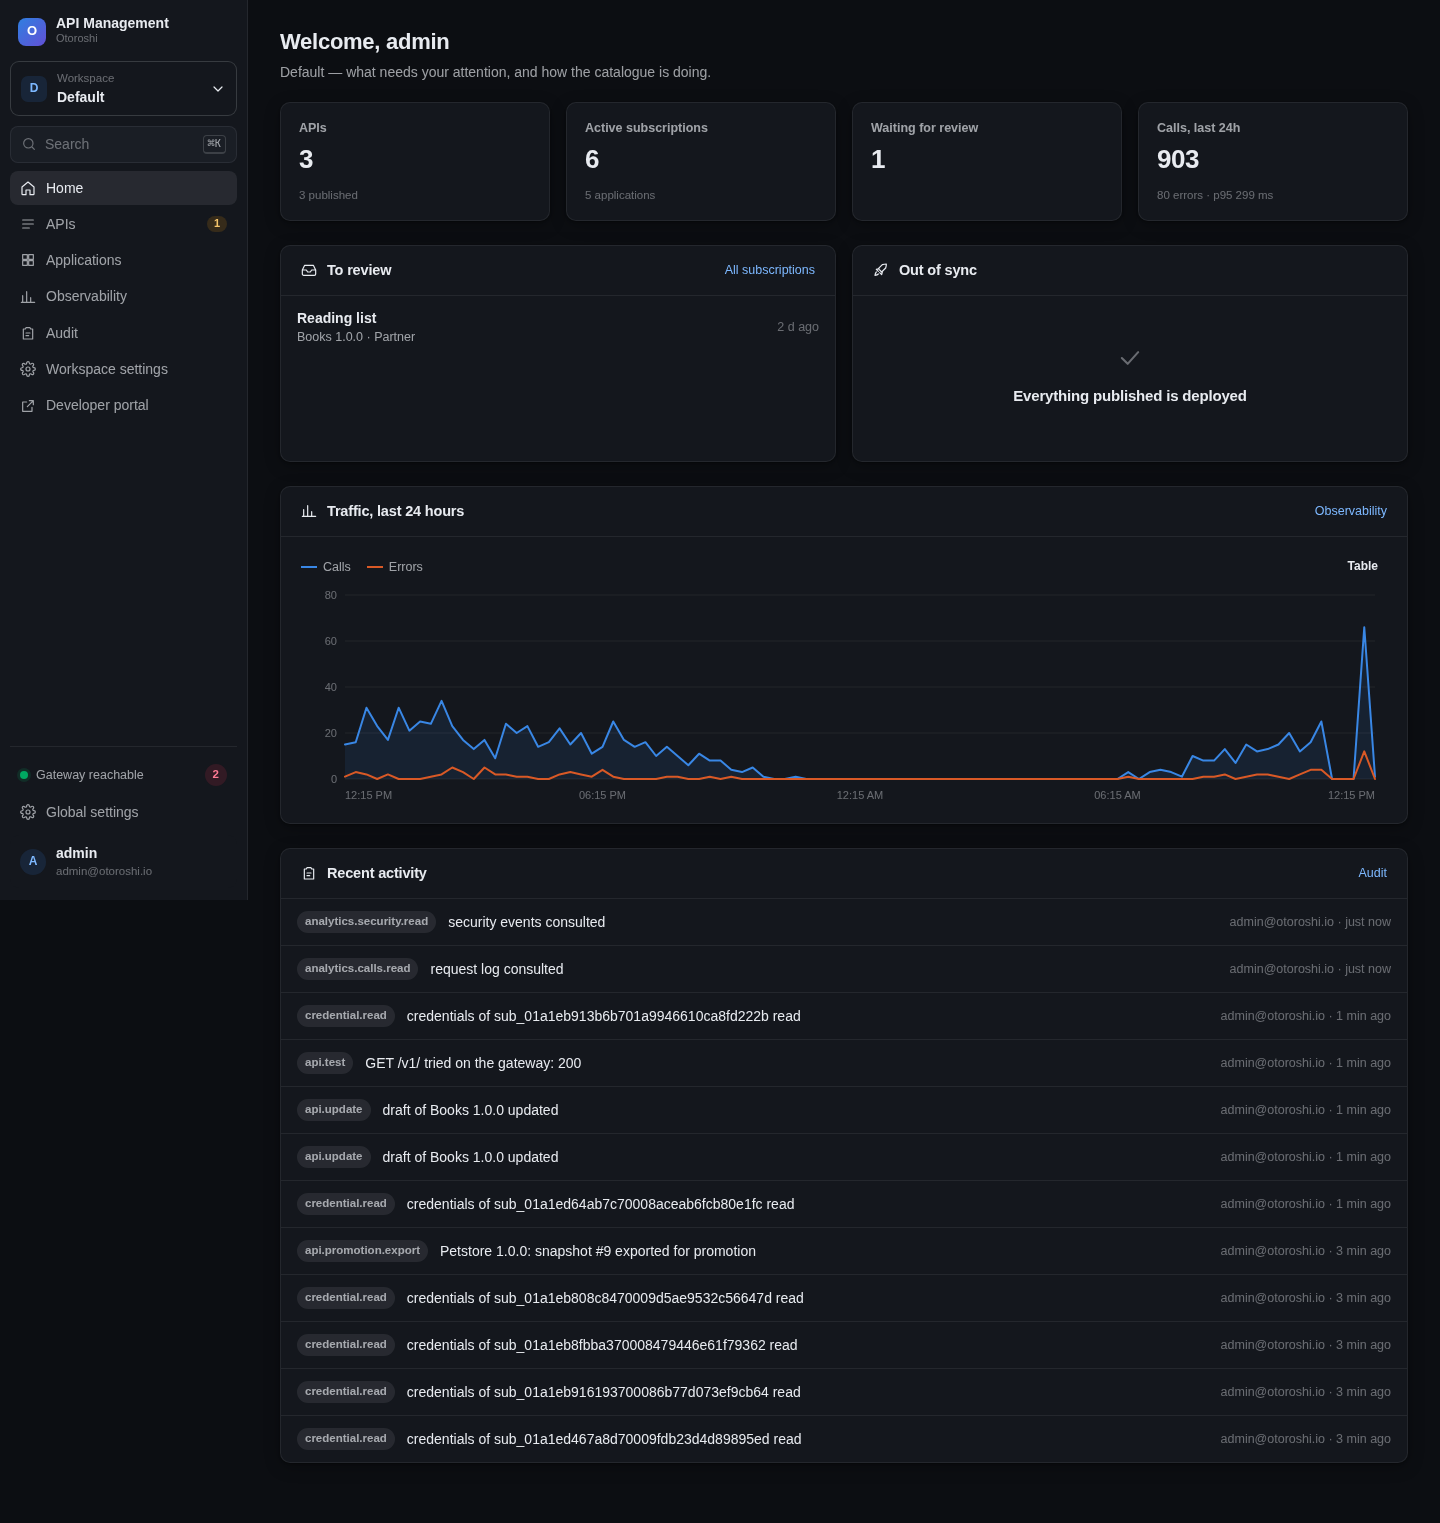 O
API Management
Otoroshi
D
Workspace
Default
Search
⌘K
Home
APIs
1
Applications
Observability
Audit
Workspace settings
Developer portal
Gateway reachable
2
Global settings
A
admin
admin@otoroshi.io
Welcome, admin
Default — what needs your attention, and how the catalogue is doing.
APIs
3
3 published
Active subscriptions
6
5 applications
Waiting for review
1
Calls, last 24h
903
80 errors · p95 299 ms
To review
All subscriptions
Reading list
Books 1.0.0 · Partner
2 d ago
Out of sync
Everything published is deployed
Traffic, last 24 hours
Observability
Calls
Errors
Table
80
60
40
20
0
12:15 PM
06:15 PM
12:15 AM
06:15 AM
12:15 PM
Recent activity
Audit
analytics.security.read security events consulted admin@otoroshi.io · just now
analytics.calls.read request log consulted admin@otoroshi.io · just now
credential.read credentials of sub_01a1eb913b6b701a9946610ca8fd222b read admin@otoroshi.io · 1 min ago
api.test GET /v1/ tried on the gateway: 200 admin@otoroshi.io · 1 min ago
api.update draft of Books 1.0.0 updated admin@otoroshi.io · 1 min ago
api.update draft of Books 1.0.0 updated admin@otoroshi.io · 1 min ago
credential.read credentials of sub_01a1ed64ab7c70008aceab6fcb80e1fc read admin@otoroshi.io · 1 min ago
api.promotion.export Petstore 1.0.0: snapshot #9 exported for promotion admin@otoroshi.io · 3 min ago
credential.read credentials of sub_01a1eb808c8470009d5ae9532c56647d read admin@otoroshi.io · 3 min ago
credential.read credentials of sub_01a1eb8fbba370008479446e61f79362 read admin@otoroshi.io · 3 min ago
credential.read credentials of sub_01a1eb916193700086b77d073ef9cb64 read admin@otoroshi.io · 3 min ago
credential.read credentials of sub_01a1ed467a8d70009fdb23d4d89895ed read admin@otoroshi.io · 3 min ago